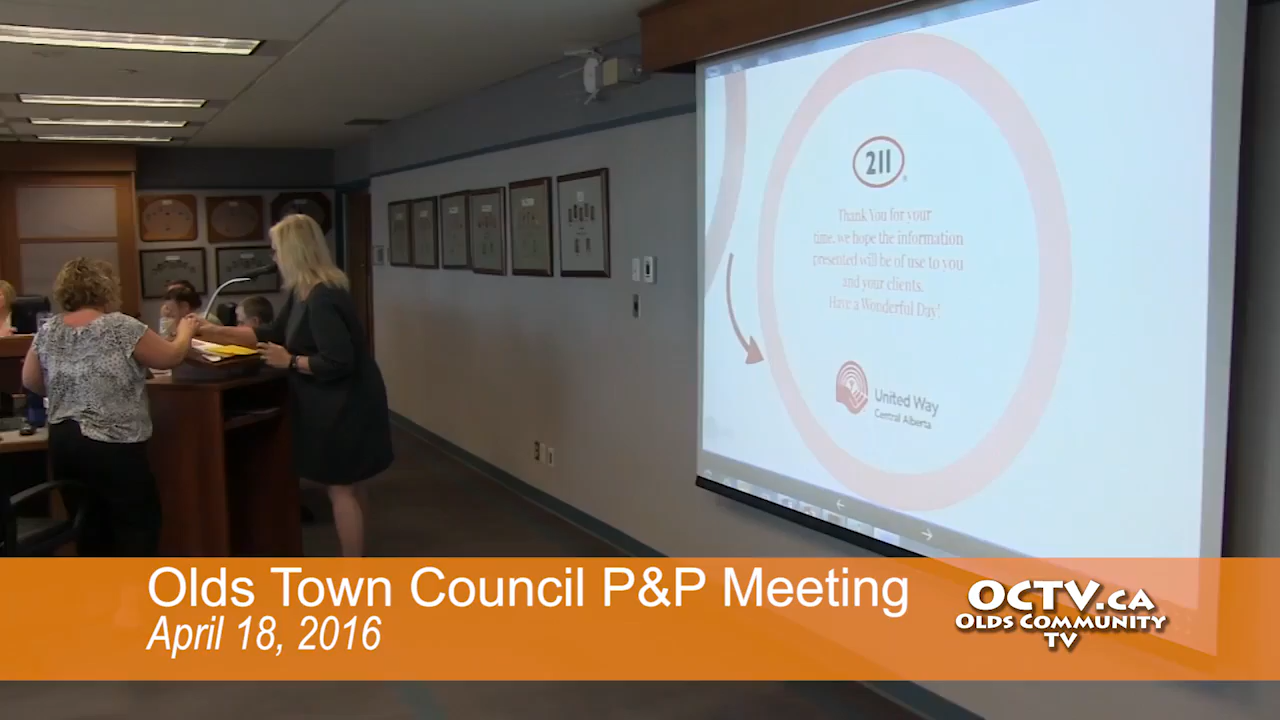 211
Thank You for your
time, we hope the information
presented will be of use to you
and your clients.
Have a Wonderful Day!
United Way
Central Alberta
Olds Town Council P&P Meeting
April 18, 2016
OCTV.ca
Olds Community
TV